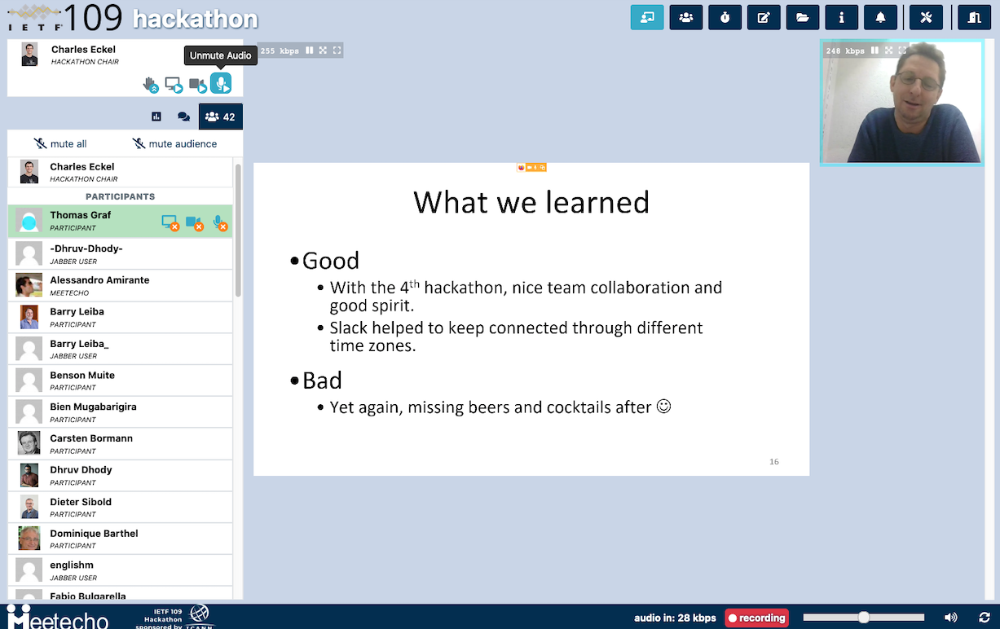 IETF 109 hackathon
Charles Eckel
HACKATHON CHAIR
Unmute Audio
255 kbps
248 kbps
42
mute all
mute audience
Charles Eckel
HACKATHON CHAIR
PARTICIPANTS
Thomas Graf
PARTICIPANT
-Dhruv-Dhody-
JABBER USER
Alessandro Amirante
MEETECHO
Barry Leiba
PARTICIPANT
Barry Leiba_
JABBER USER
Benson Muite
PARTICIPANT
Bien Mugabarigira
PARTICIPANT
Carsten Bormann
PARTICIPANT
Dhruv Dhody
PARTICIPANT
Dieter Sibold
PARTICIPANT
Dominique Barthel
PARTICIPANT
englishm
JABBER USER
Fabio Bulgarella
What we learned
•Good
• With the 4th hackathon, nice team collaboration and
good spirit.
• Slack helped to keep connected through different
time zones.
•Bad
• Yet again, missing beers and cocktails after ☺
16
Meetecho
IETF 109
Hackathon
sponsored by ICANN
audio in: 28 kbps
recording